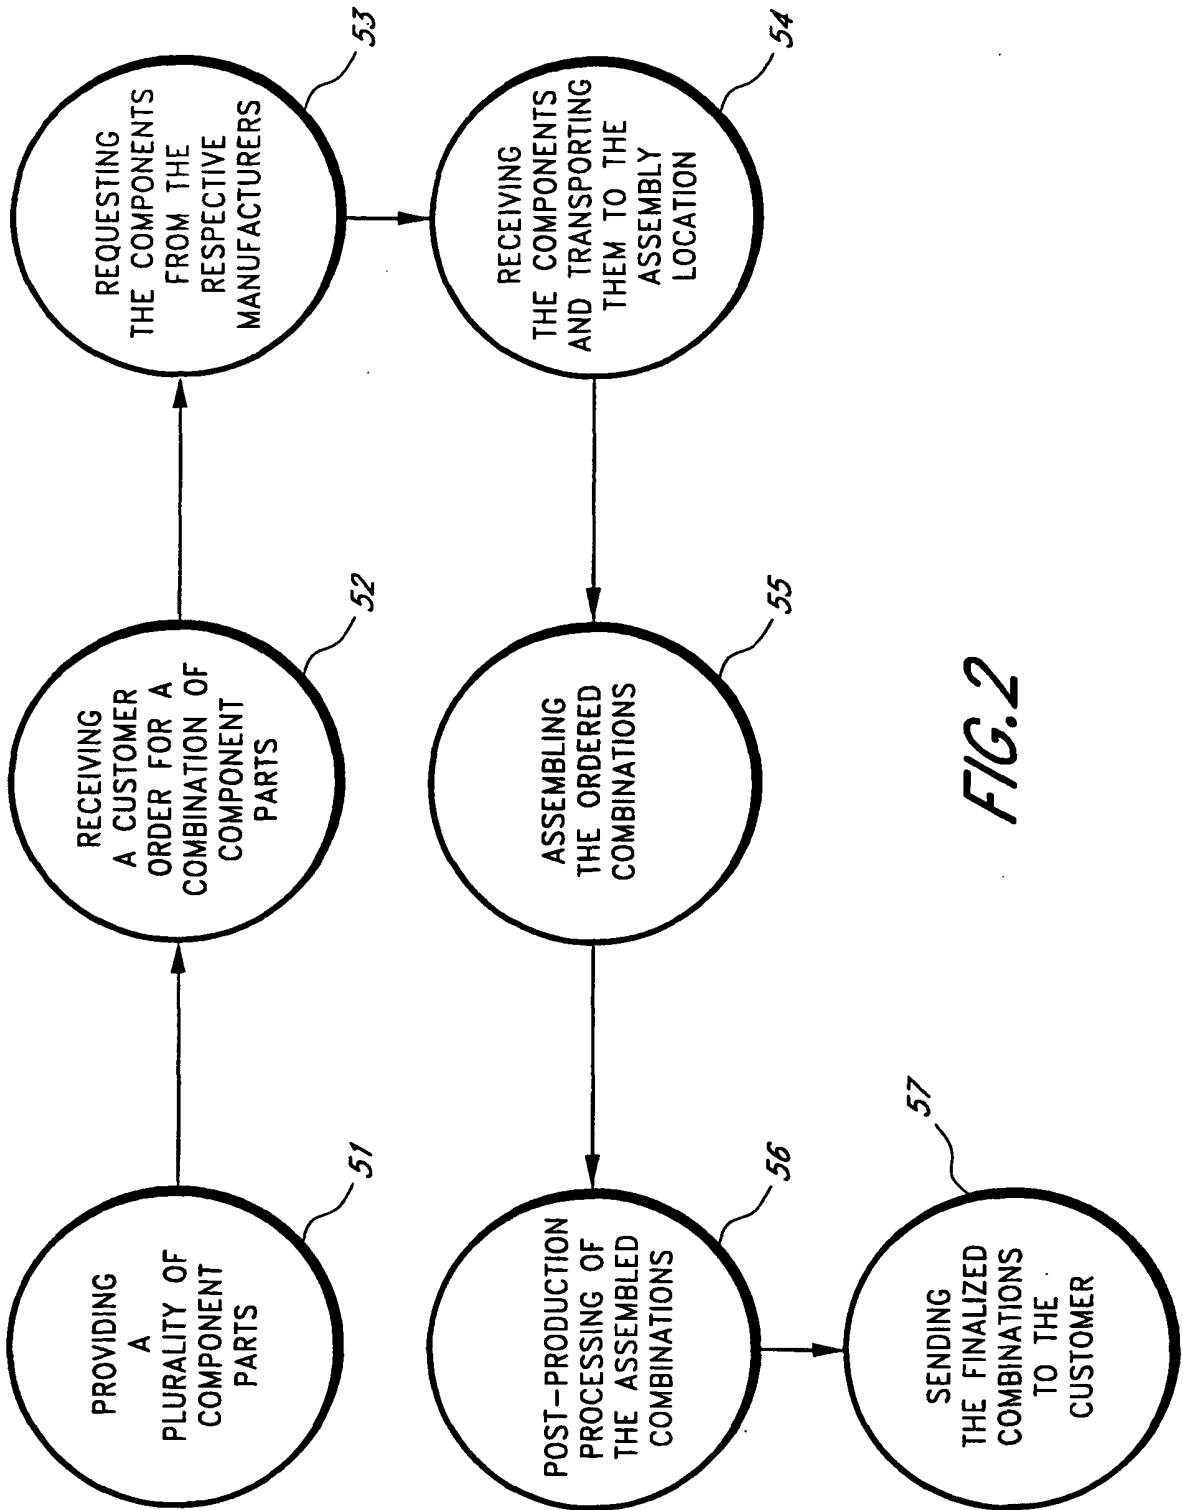 PROVIDING
A
PLURALITY OF
COMPONENT
PARTS
51
RECEIVING
A CUSTOMER
ORDER FOR A
COMBINATION OF
COMPONENT
PARTS
52
REQUESTING
THE COMPONENTS
FROM THE
RESPECTIVE
MANUFACTURERS
53
RECEIVING
THE COMPONENTS
AND TRANSPORTING
THEM TO THE
ASSEMBLY
LOCATION
54
ASSEMBLING
THE ORDERED
COMBINATIONS
55
POST-PRODUCTION
PROCESSING OF
THE ASSEMBLED
COMBINATIONS
56
SENDING
THE FINALIZED
COMBINATIONS
TO THE
CUSTOMER
57
FIG.2